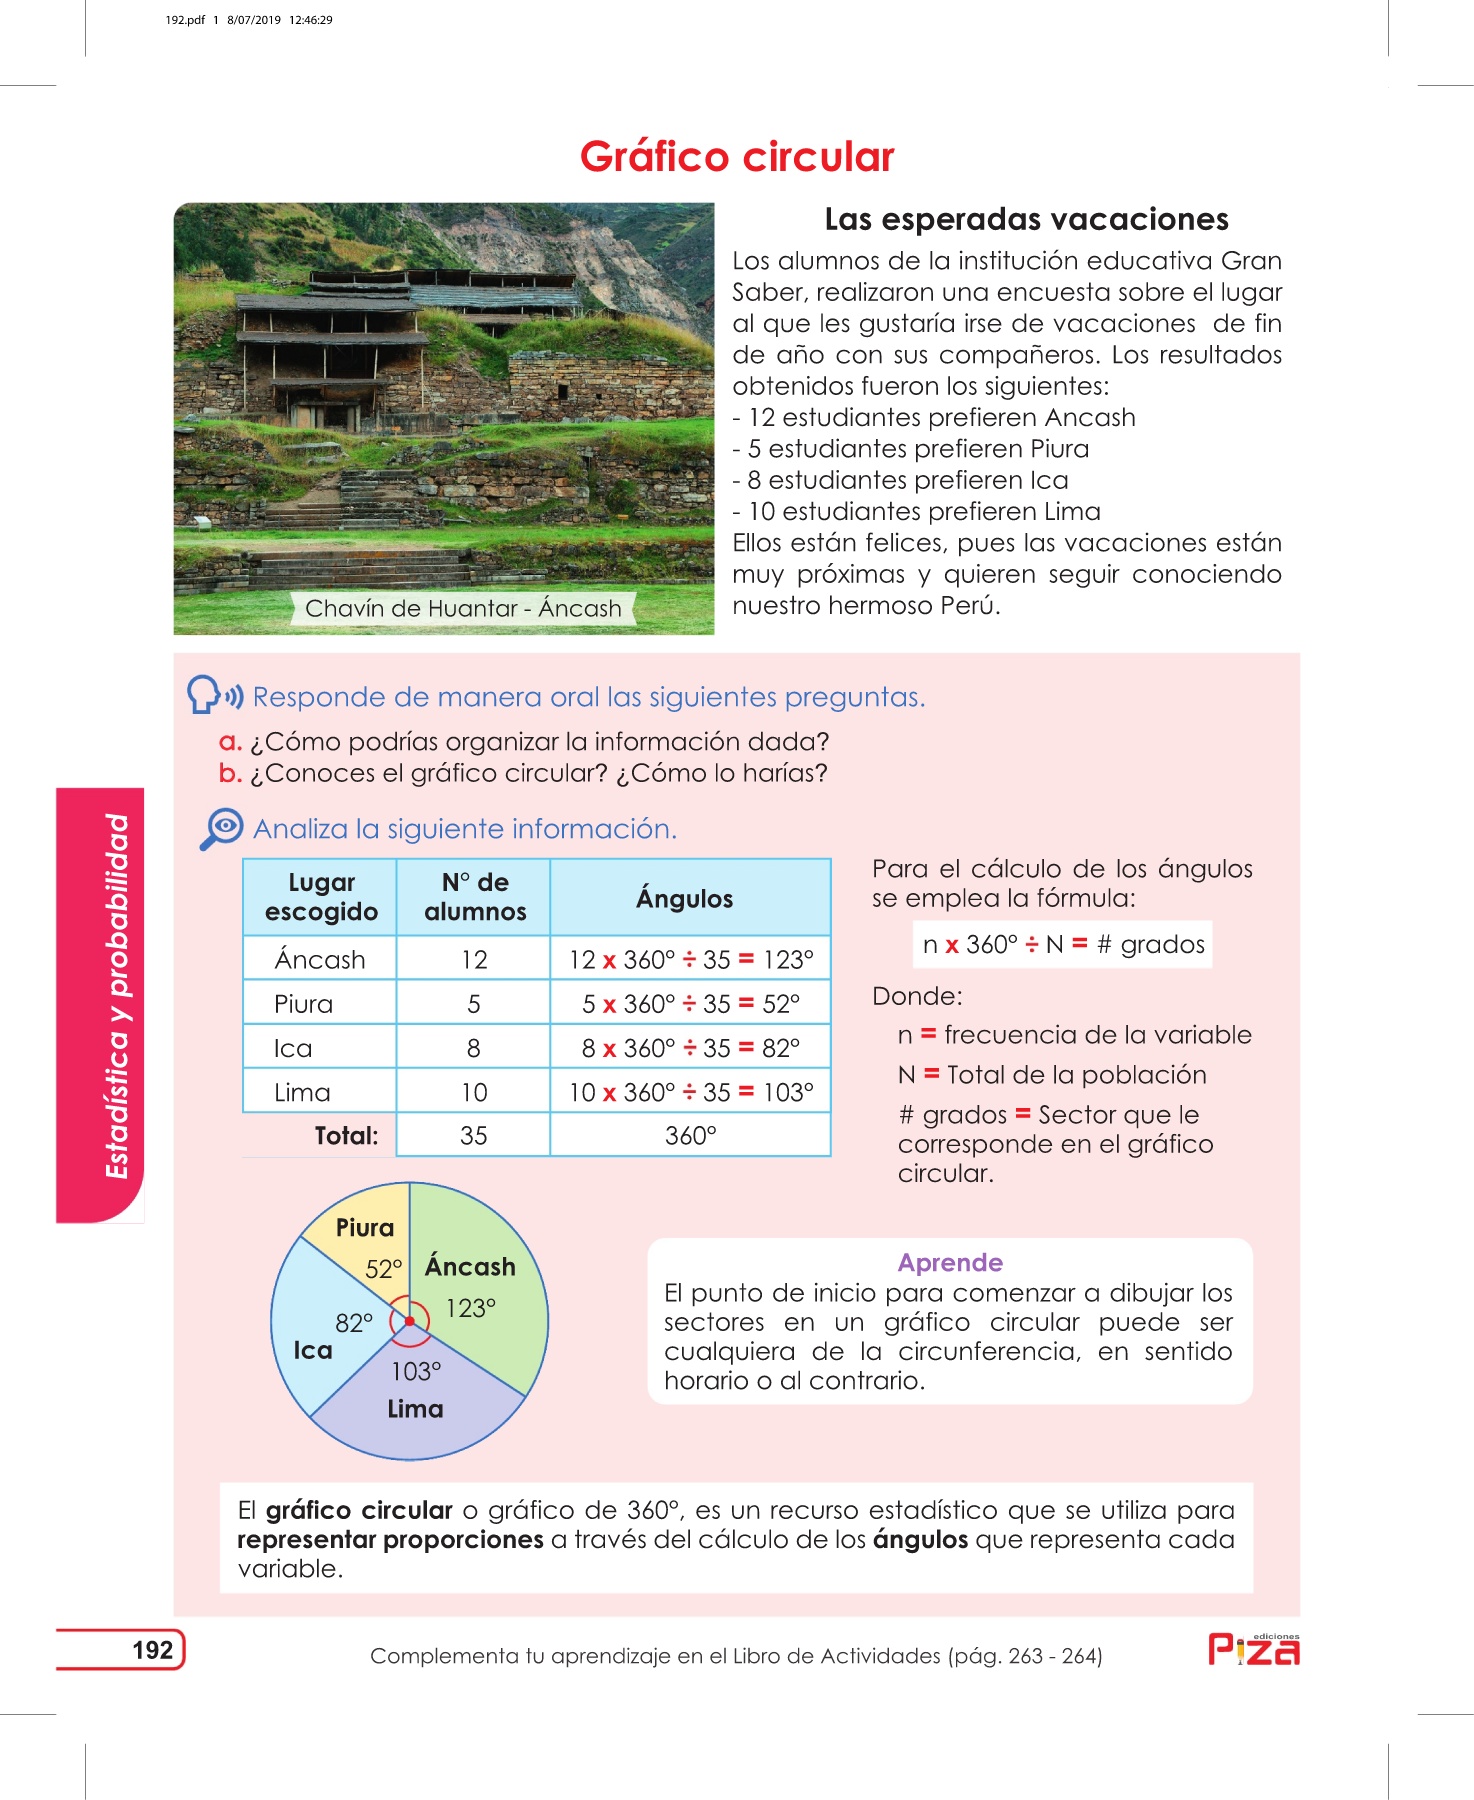 192.pdf 1 8/07/2019 12:46:29
Gráfico circular
Chavín de Huantar - Áncash
Las esperadas vacaciones
Los alumnos de la institución educativa Gran
Saber, realizaron una encuesta sobre el lugar
al que les gustaría irse de vacaciones de fin
de año con sus compañeros. Los resultados
obtenidos fueron los siguientes:
- 12 estudiantes prefieren Ancash
- 5 estudiantes prefieren Piura
- 8 estudiantes prefieren Ica
- 10 estudiantes prefieren Lima
Ellos están felices, pues las vacaciones están
muy próximas y quieren seguir conociendo
nuestro hermoso Perú.
Responde de manera oral las siguientes preguntas.
a. ¿Cómo podrías organizar la información dada?
b. ¿Conoces el gráfico circular? ¿Cómo lo harías?
Estadística y probabilidad
Analiza la siguiente información.
Lugar escogido N° de alumnos Ángulos
Áncash 12 12 x 360° ÷ 35 = 123°
Piura 5 5 x 360° ÷ 35 = 52°
Ica 8 8 x 360° ÷ 35 = 82°
Lima 10 10 x 360° ÷ 35 = 103°
Total: 35 360°
Para el cálculo de los ángulos
se emplea la fórmula:
n x 360° ÷ N = # grados
Donde:
n = frecuencia de la variable
N = Total de la población
# grados = Sector que le
corresponde en el gráfico
circular.
Piura
52°
Áncash
123°
82°
Ica
103°
Lima
Aprende
El punto de inicio para comenzar a dibujar los
sectores en un gráfico circular puede ser
cualquiera de la circunferencia, en sentido
horario o al contrario.
El gráfico circular o gráfico de 360°, es un recurso estadístico que se utiliza para
representar proporciones a través del cálculo de los ángulos que representa cada
variable.
192
Complementa tu aprendizaje en el Libro de Actividades (pág. 263 - 264)
ediciones
Piza